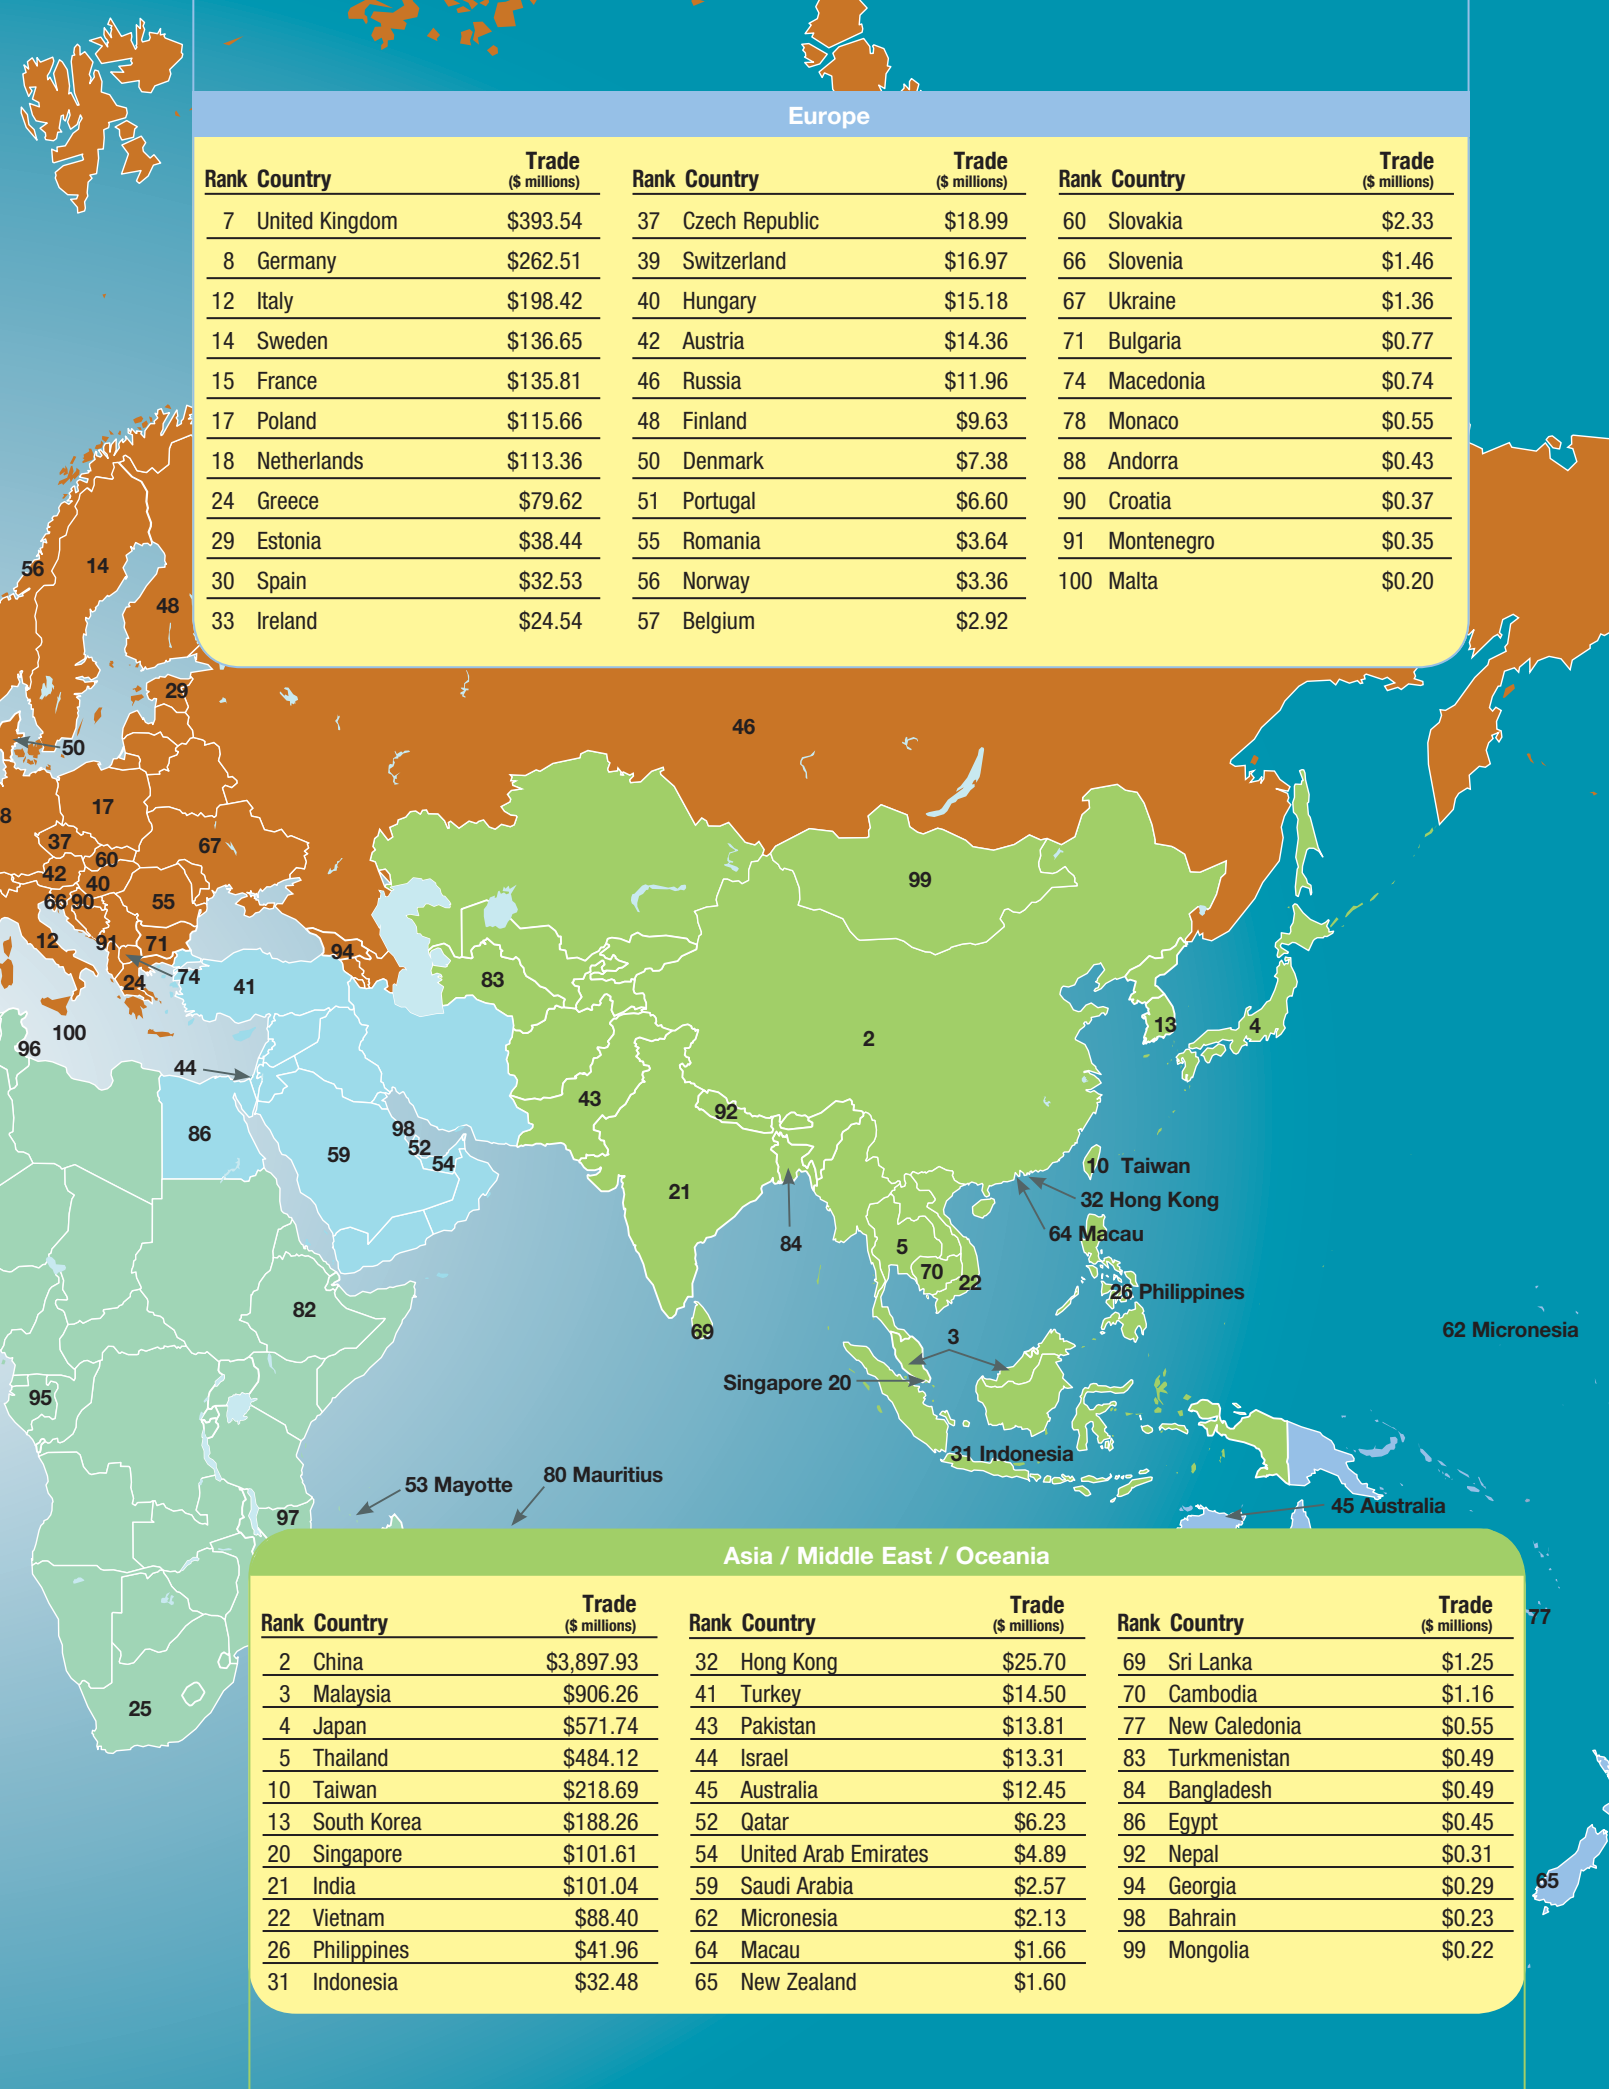 Europe
Rank Country Trade ($ millions)
7 United Kingdom $393.54
8 Germany $262.51
12 Italy $198.42
14 Sweden $136.65
15 France $135.81
17 Poland $115.66
18 Netherlands $113.36
24 Greece $79.62
29 Estonia $38.44
30 Spain $32.53
33 Ireland $24.54
Rank Country Trade ($ millions)
37 Czech Republic $18.99
39 Switzerland $16.97
40 Hungary $15.18
42 Austria $14.36
46 Russia $11.96
48 Finland $9.63
50 Denmark $7.38
51 Portugal $6.60
55 Romania $3.64
56 Norway $3.36
57 Belgium $2.92
Rank Country Trade ($ millions)
60 Slovakia $2.33
66 Slovenia $1.46
67 Ukraine $1.36
71 Bulgaria $0.77
74 Macedonia $0.74
78 Monaco $0.55
88 Andorra $0.43
90 Croatia $0.37
91 Montenegro $0.35
100 Malta $0.20
56
14
48
29
46
50
17
8
37
67
60
42
40
66
90
55
99
12
91
71
94
74
24
41
83
100
96
13
4
2
44
43
92
86
98
52
54
59
10 Taiwan
21
32 Hong Kong
64 Macau
84
5
70
22
26 Philippines
82
69
3
62 Micronesia
Singapore 20
95
31 Indonesia
53 Mayotte
80 Mauritius
45 Australia
97
77
25
65
Asia / Middle East / Oceania
Rank Country Trade ($ millions)
2 China $3,897.93
3 Malaysia $906.26
4 Japan $571.74
5 Thailand $484.12
10 Taiwan $218.69
13 South Korea $188.26
20 Singapore $101.61
21 India $101.04
22 Vietnam $88.40
26 Philippines $41.96
31 Indonesia $32.48
Rank Country Trade ($ millions)
32 Hong Kong $25.70
41 Turkey $14.50
43 Pakistan $13.81
44 Israel $13.31
45 Australia $12.45
52 Qatar $6.23
54 United Arab Emirates $4.89
59 Saudi Arabia $2.57
62 Micronesia $2.13
64 Macau $1.66
65 New Zealand $1.60
Rank Country Trade ($ millions)
69 Sri Lanka $1.25
70 Cambodia $1.16
77 New Caledonia $0.55
83 Turkmenistan $0.49
84 Bangladesh $0.49
86 Egypt $0.45
92 Nepal $0.31
94 Georgia $0.29
98 Bahrain $0.23
99 Mongolia $0.22